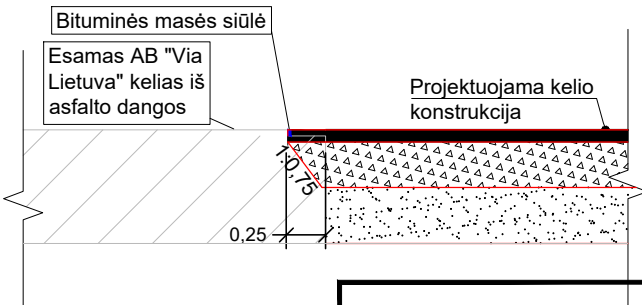 Bituminės masės siūlė
Esamas AB "Via
Lietuva" kelias iš
asfalto dangos
Projektuojama kelio
konstrukcija
1:0,75
0,25